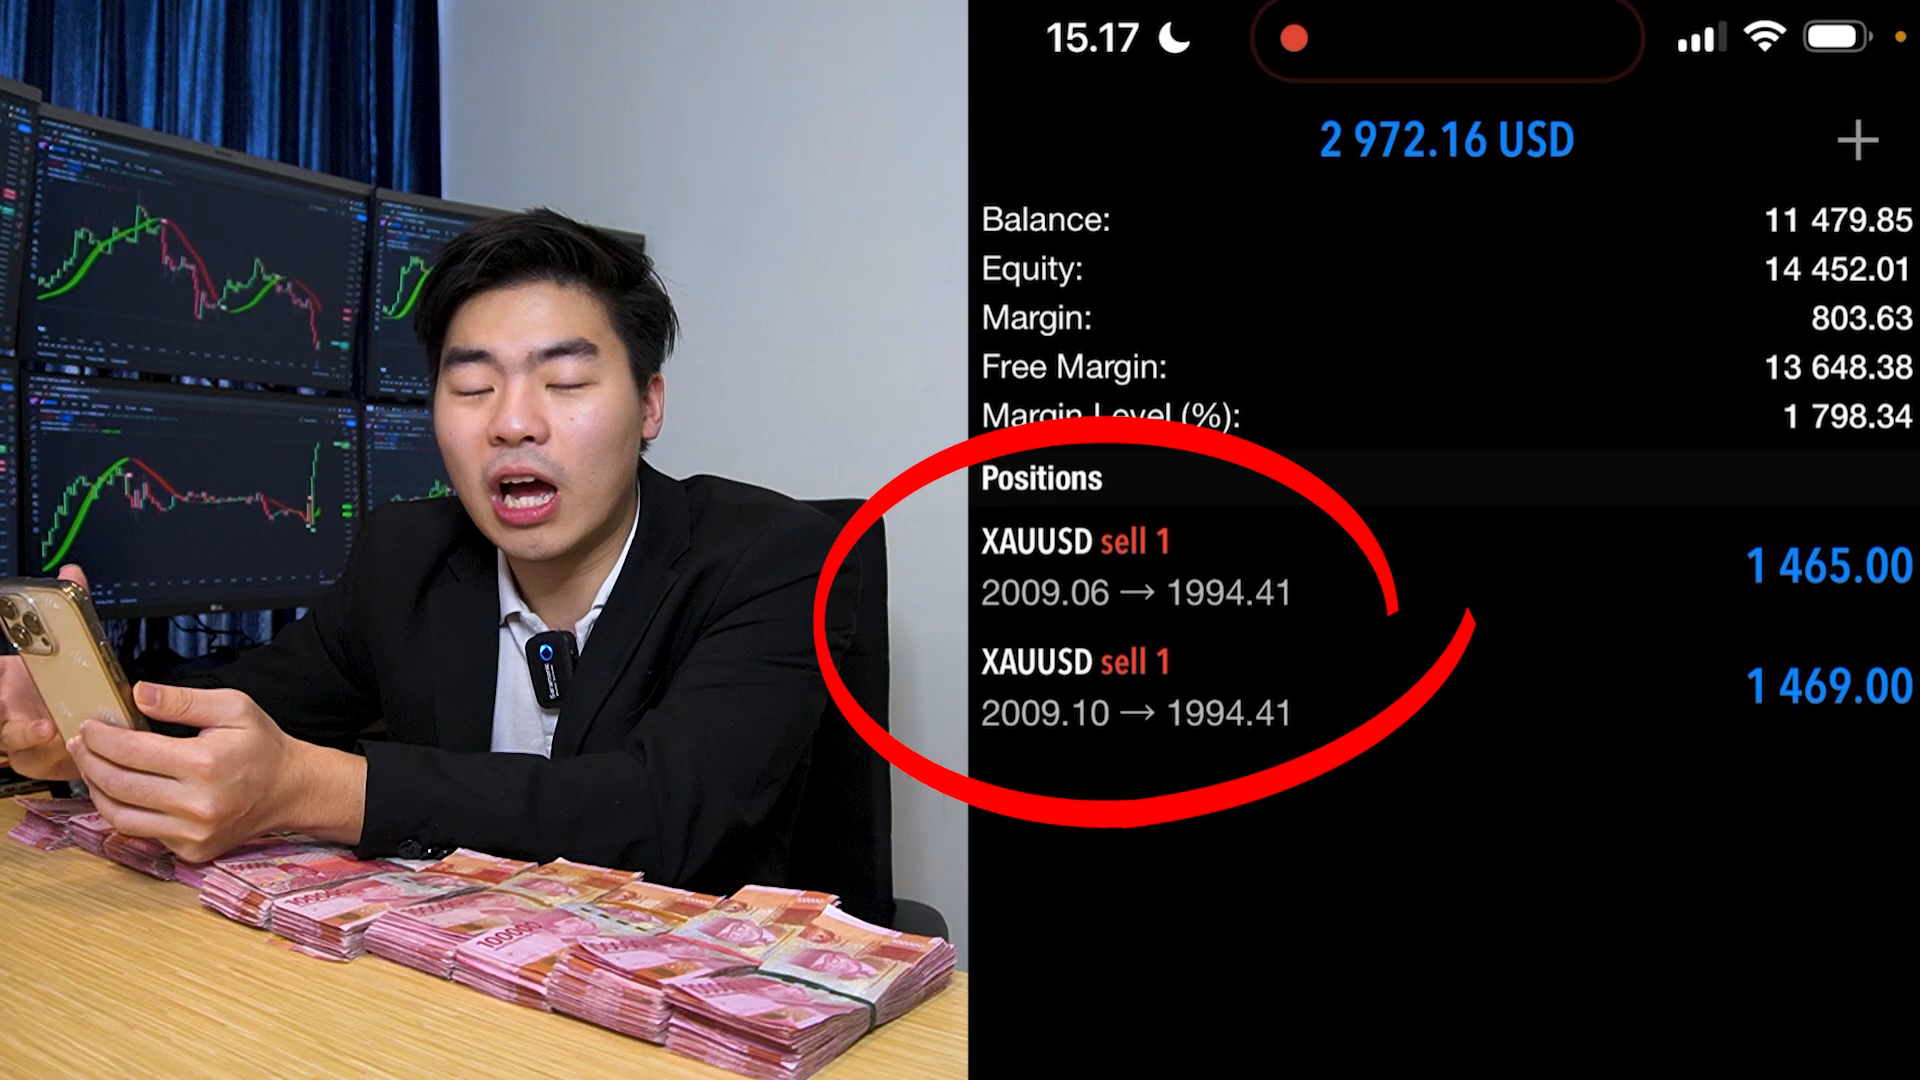 15.17
2 972.16 USD
Balance: 11 479.85
Equity: 14 452.01
Margin: 803.63
Free Margin: 13 648.38
Margin Level (%): 1 798.34
Positions
XAUUSD sell 1
2009.06 → 1994.41
1 465.00
XAUUSD sell 1
2009.10 → 1994.41
1 469.00
100000
100000